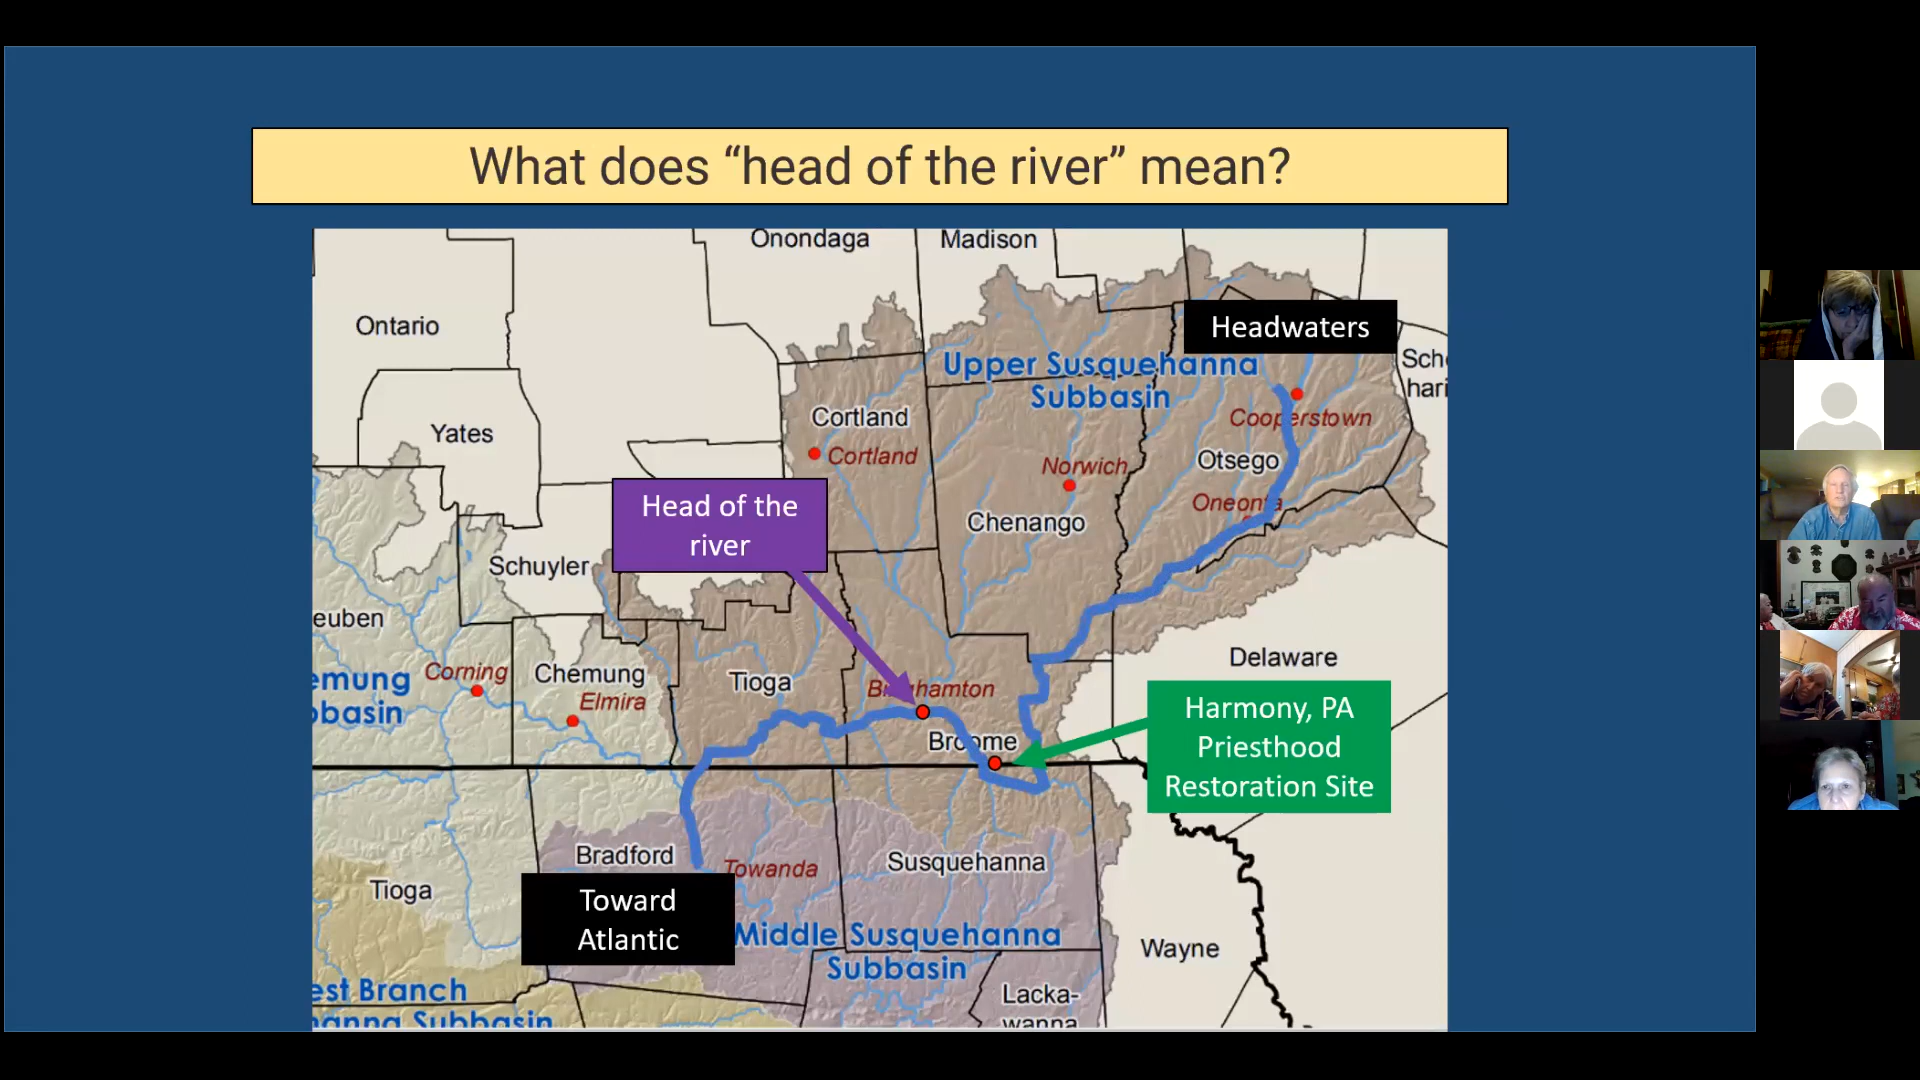 What does “head of the river” mean?
Onondaga
Madison
Ontario
Headwaters
Upper Susquehanna
Subbasin
Sch
hari
Cortland
Cooperstown
Yates
Cortland
Norwich
Otsego
Oneonta
Head of the
river
Chenango
Schuyler
euben
Delaware
Corning
Chemung
Elmira
Tioga
Binghamton
emung
bbasin
Broome
Harmony, PA
Priesthood
Restoration Site
Bradford
Towanda
Susquehanna
Tioga
Toward
Atlantic
Middle Susquehanna
Subbasin
Wayne
est Branch
Lacka-
wanna
hanna Subbasin